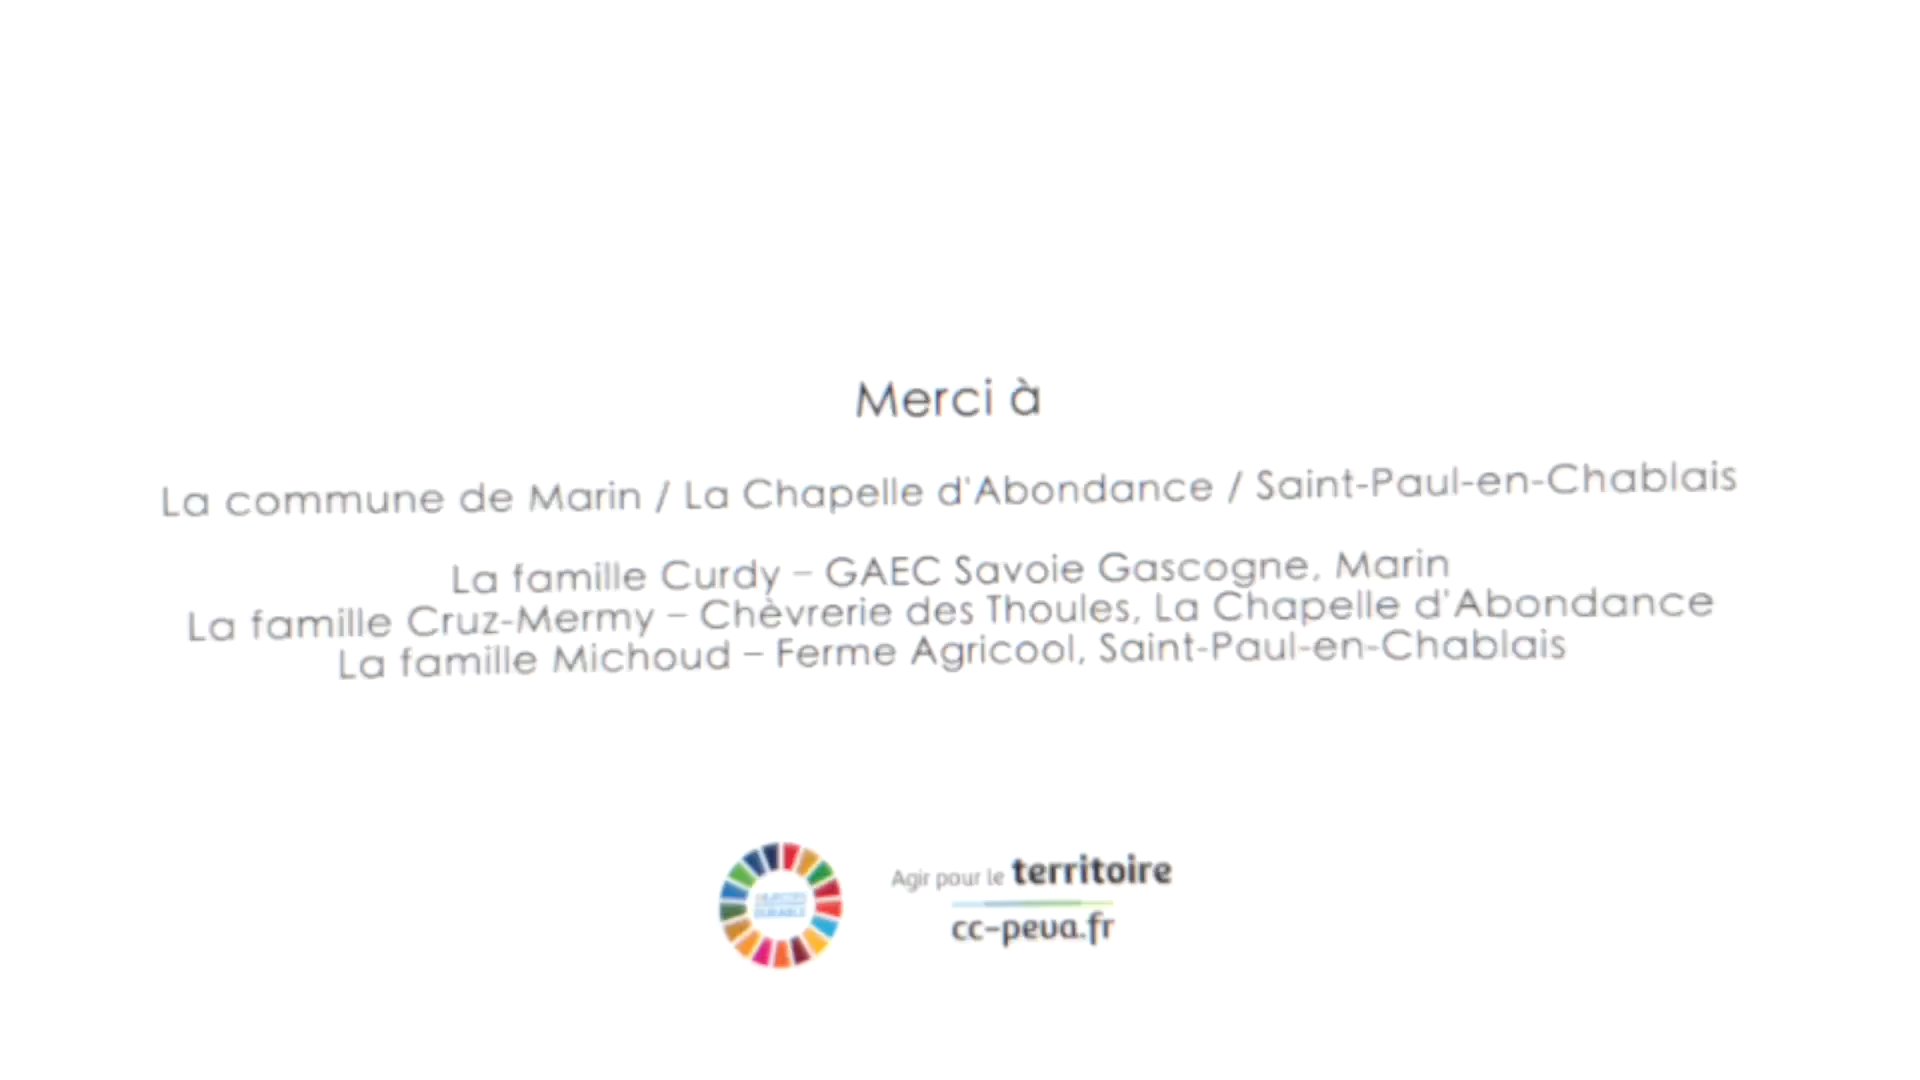 Merci à
La commune de Marin / La Chapelle d'Abondance / Saint-Paul-en-Chablais
La famille Curdy – GAEC Savoie Gascogne, Marin
La famille Cruz-Mermy – Chèvrerie des Thoules, La Chapelle d'Abondance
La famille Michoud – Ferme Agricool, Saint-Paul-en-Chablais
DURABLE
Agir pour le territoire
cc-peva.fr